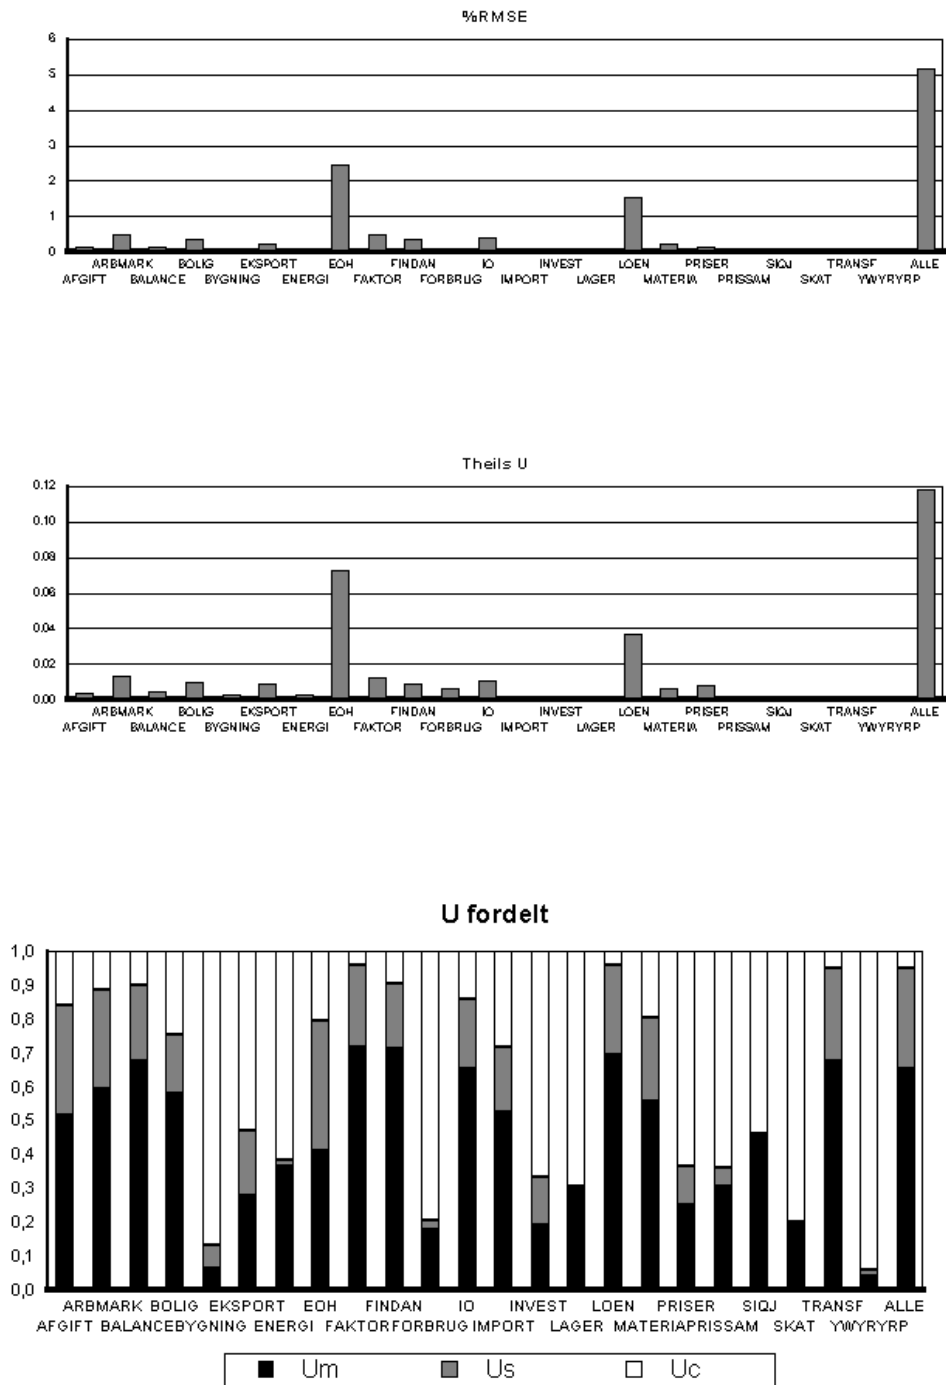 %RMSE
6
5
4
3
2
1
0
ARBMARK BOLIG EKSPORT EOH FINDAN IO INVEST LOEN PRISER SIQJ TRANSF ALLE
AFGIFT BALANCE BYGNING ENERGI FAKTOR FORBRUG IMPORT LAGER MATERIA PRISSAM SKAT YWYRYRP
Theils U
0.12
0.10
0.08
0.06
0.04
0.02
0.00
ARBMARK BOLIG EKSPORT EOH FINDAN IO INVEST LOEN PRISER SIQJ TRANSF ALLE
AFGIFT BALANCE BYGNING ENERGI FAKTOR FORBRUG IMPORT LAGER MATERIA PRISSAM SKAT YWYRYRP
U fordelt
1,0
0,9
0,8
0,7
0,6
0,5
0,4
0,3
0,2
0,1
0,0
ARBMARK BOLIG EKSPORT EOH FINDAN IO INVEST LOEN PRISER SIQJ TRANSF ALLE
AFGIFT BALANCE BYGNING ENERGI FAKTOR FORBRUG IMPORT LAGER MATERIA PRISSAM SKAT YWYRYRP
Um Us Uc